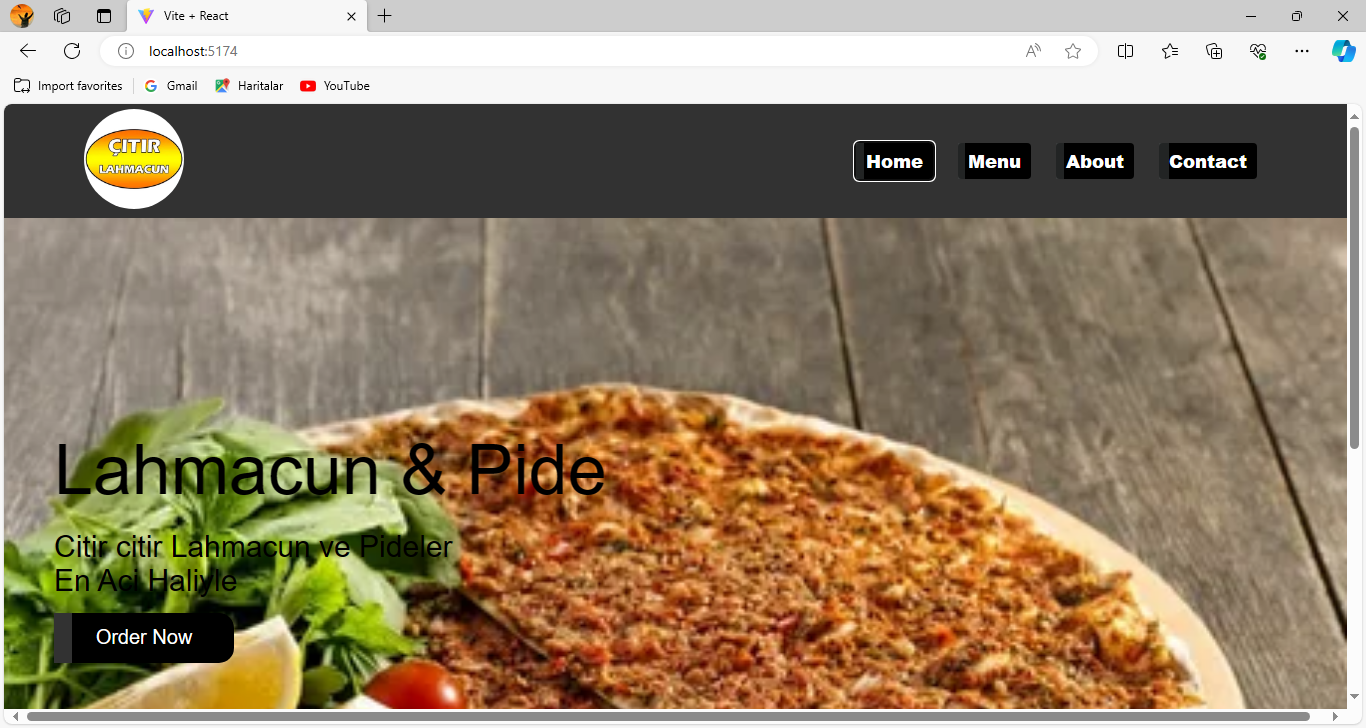 Vite + React
localhost:5174
Import favorites
Gmail
Haritalar
YouTube
ÇITIR
LAHMACUN
Home
Menu
About
Contact
Lahmacun & Pide
Citir citir Lahmacun ve Pideler
En Aci Haliyle
Order Now